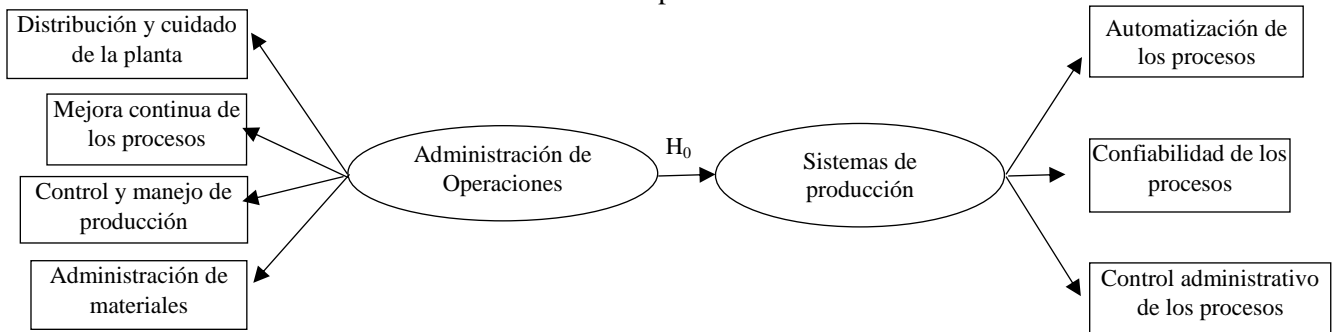 Distribución y cuidado
de la planta
Mejora continua de
los procesos
Control y manejo de
producción
Administración de
materiales
Administración de
Operaciones
H0
Sistemas de
producción
Automatización de
los procesos
Confiabilidad de los
procesos
Control administrativo
de los procesos